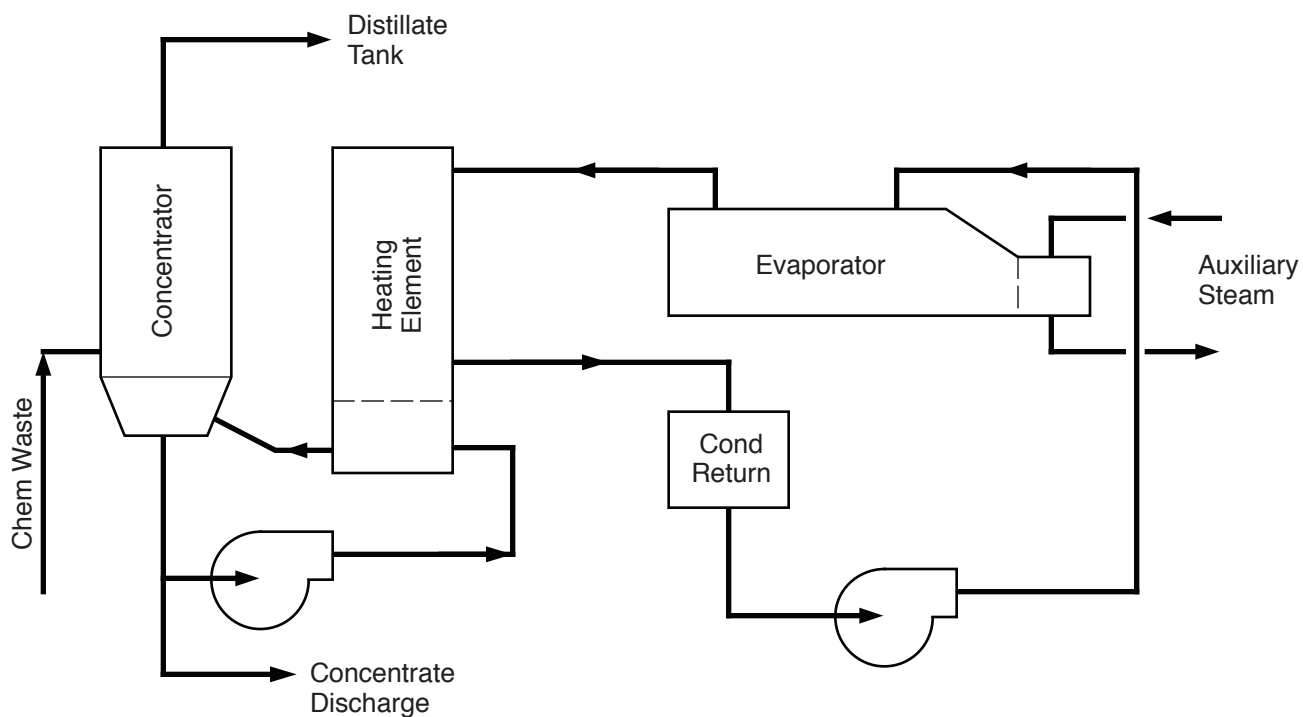 Distillate
Tank
Concentrator
Heating
Element
Evaporator
Auxiliary
Steam
Chem Waste
Cond
Return
Concentrate
Discharge